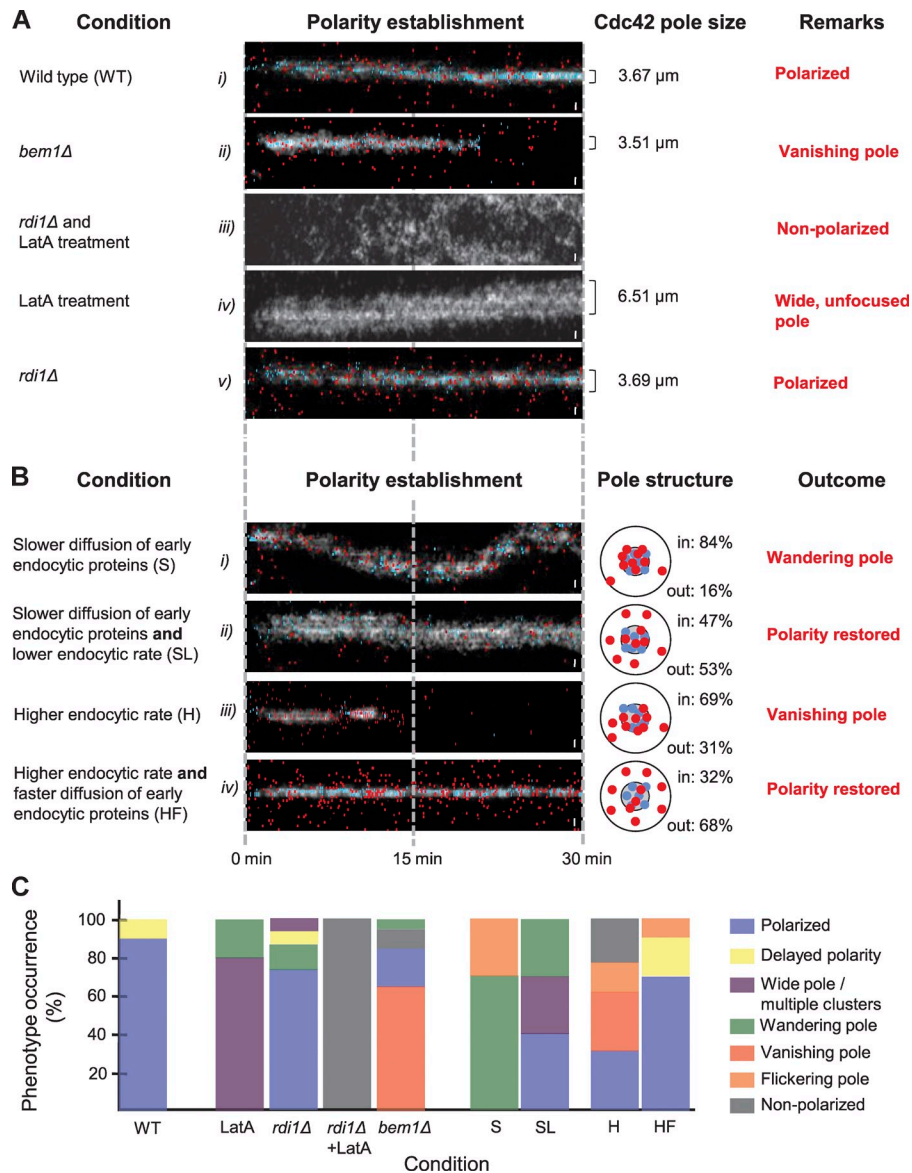 A Condition Polarity establishment Cdc42 pole size Remarks
Wild type (WT) i) 3.67 µm Polarized
bem1Δ ii) 3.51 µm Vanishing pole
rdi1Δ and
LatA treatment iii) Non-polarized
LatA treatment iv) 6.51 µm Wide, unfocused
pole
rdi1Δ v) 3.69 µm Polarized
B Condition Polarity establishment Pole structure Outcome
Slower diffusion of early
endocytic proteins (S) i) in: 84% Wandering pole
out: 16%
Slower diffusion of early
endocytic proteins and
lower endocytic rate (SL) ii) in: 47% Polarity restored
out: 53%
Higher endocytic rate (H) iii) in: 69% Vanishing pole
out: 31%
Higher endocytic rate and
faster diffusion of early
endocytic proteins (HF) iv) in: 32% Polarity restored
out: 68%
0 min 15 min 30 min
C
Phenotype occurrence
(%)
100
80
60
40
20
WT LatA rdi1Δ rdi1Δ bem1Δ S SL H HF
+LatA
Condition
Polarized
Delayed polarity
Wide pole /
multiple clusters
Wandering pole
Vanishing pole
Flickering pole
Non-polarized